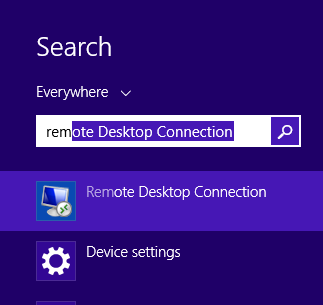 Search
Everywhere
remote Desktop Connection
Remote Desktop Connection
Device settings